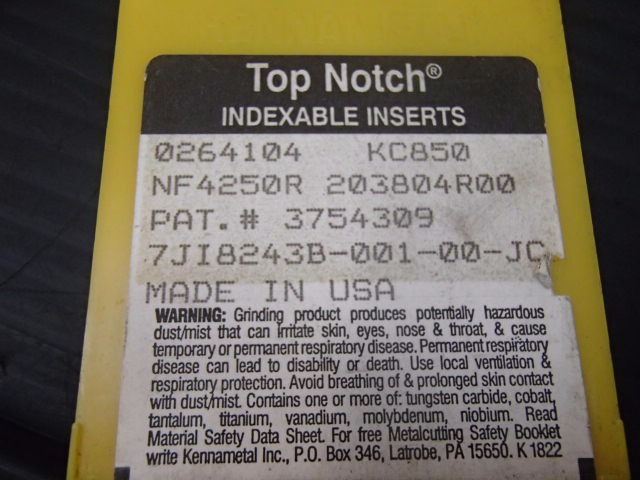 Top Notch®
INDEXABLE INSERTS
0264104 KC850
NF4250R 203804R00
PAT.# 3754309
7JI8243B-001-00-JC
MADE IN USA
WARNING: Grinding product produces potentially hazardous
dust/mist that can irritate skin, eyes, nose & throat, & cause
temporary or permanent respiratory disease. Permanent respiratory
disease can lead to disability or death. Use local ventilation &
respiratory protection. Avoid breathing of & prolonged skin contact
with dust/mist. Contains one or more of: tungsten carbide, cobalt,
tantalum, titanium, vanadium, molybdenum, niobium. Read
Material Safety Data Sheet. For free Metalcutting Safety Booklet
write Kennametal Inc., P.O. Box 346, Latrobe, PA 15650. K 1822